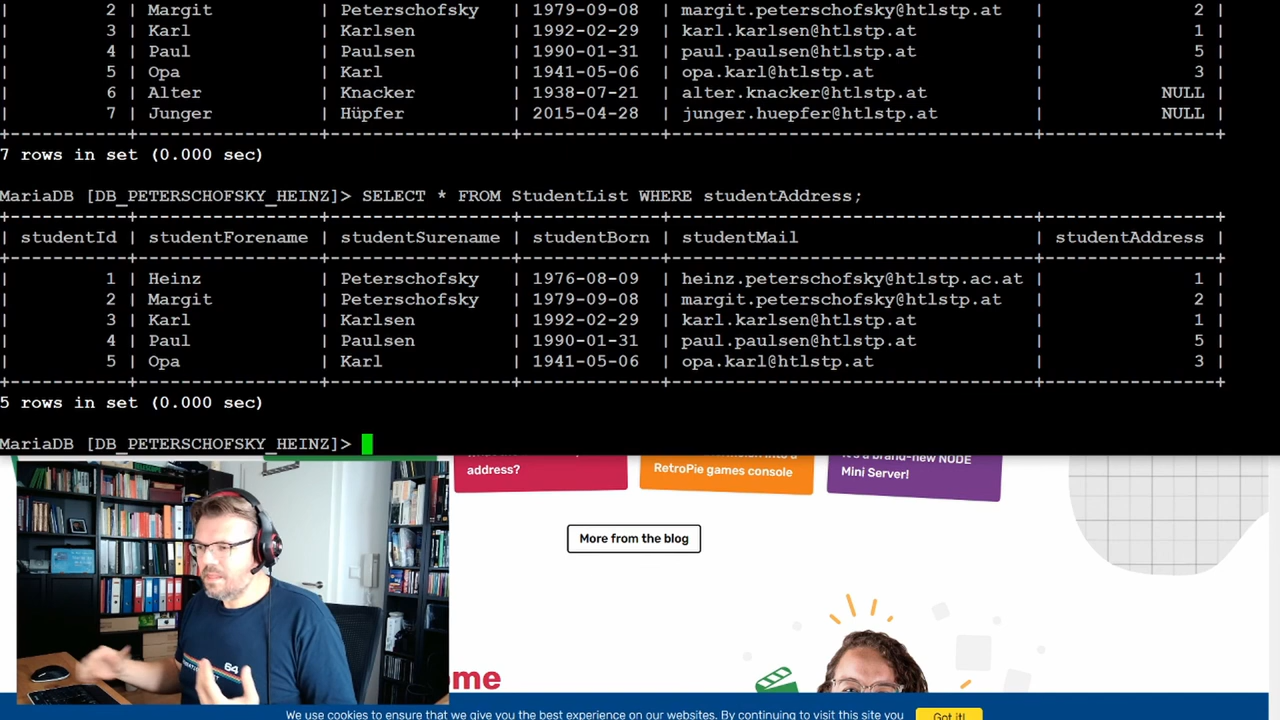 | 2 | Margit | Peterschofsky | 1979-09-08 | margit.peterschofsky@htlstp.at | 2 |
| 3 | Karl | Karlsen | 1992-02-29 | karl.karlsen@htlstp.at | 1 |
| 4 | Paul | Paulsen | 1990-01-31 | paul.paulsen@htlstp.at | 5 |
| 5 | Opa | Karl | 1941-05-06 | opa.karl@htlstp.at | 3 |
| 6 | Alter | Knacker | 1938-07-21 | alter.knacker@htlstp.at | NULL |
| 7 | Junger | Hüpfer | 2015-04-28 | junger.huepfer@htlstp.at | NULL |
7 rows in set (0.000 sec)
MariaDB [DB_PETERSCHOFSKY_HEINZ]> SELECT * FROM StudentList WHERE studentAddress;
| studentId | studentForename | studentSurename | studentBorn | studentMail | studentAddress |
| 1 | Heinz | Peterschofsky | 1976-08-09 | heinz.peterschofsky@htlstp.ac.at | 1 |
| 2 | Margit | Peterschofsky | 1979-09-08 | margit.peterschofsky@htlstp.at | 2 |
| 3 | Karl | Karlsen | 1992-02-29 | karl.karlsen@htlstp.at | 1 |
| 4 | Paul | Paulsen | 1990-01-31 | paul.paulsen@htlstp.at | 5 |
| 5 | Opa | Karl | 1941-05-06 | opa.karl@htlstp.at | 3 |
5 rows in set (0.000 sec)
MariaDB [DB_PETERSCHOFSKY_HEINZ]>
address?
RetroPie games console
It's a brand-new NODE
Mini Server!
More from the blog
64
ome
We use cookies to ensure that we give you the best experience on our websites. By continuing to visit this site you
Got it!